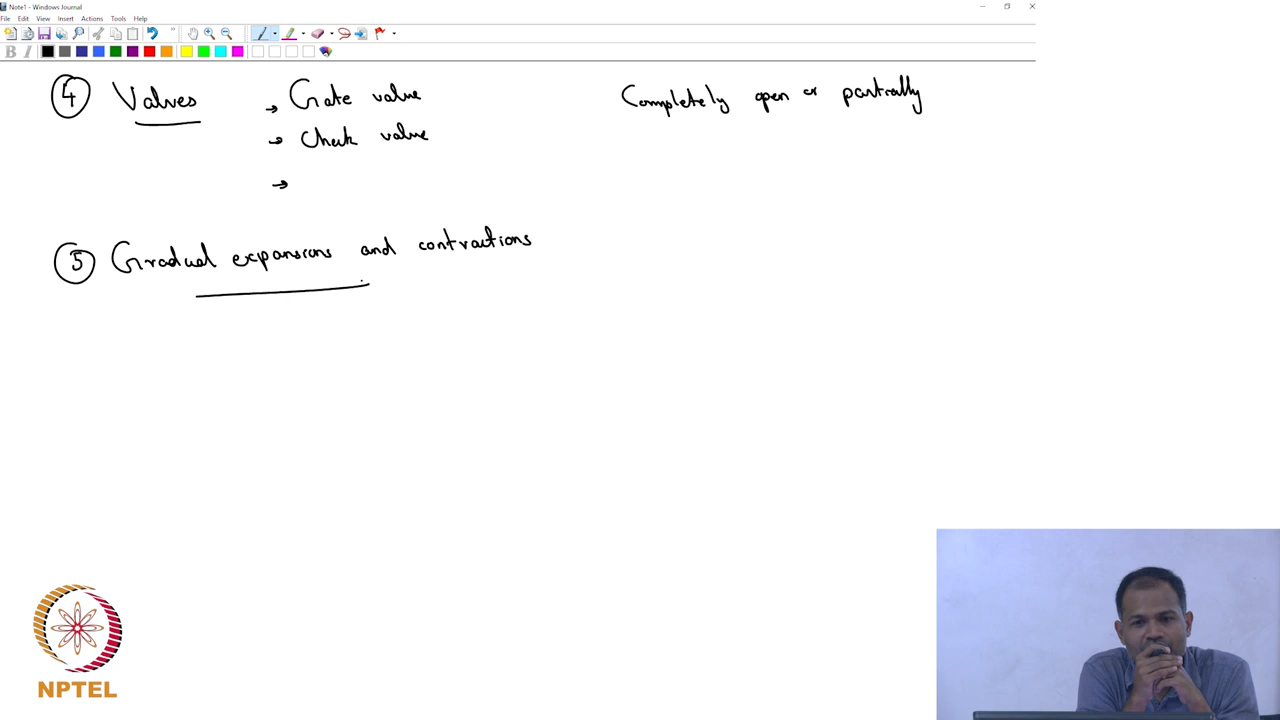 Note1 - Windows Journal
File Edit View Insert Actions Tools Help
B I
4 Valves → Gate valve Completely open or partially
→ Check valve
→
5 Gradual expansions and contractions
NPTEL